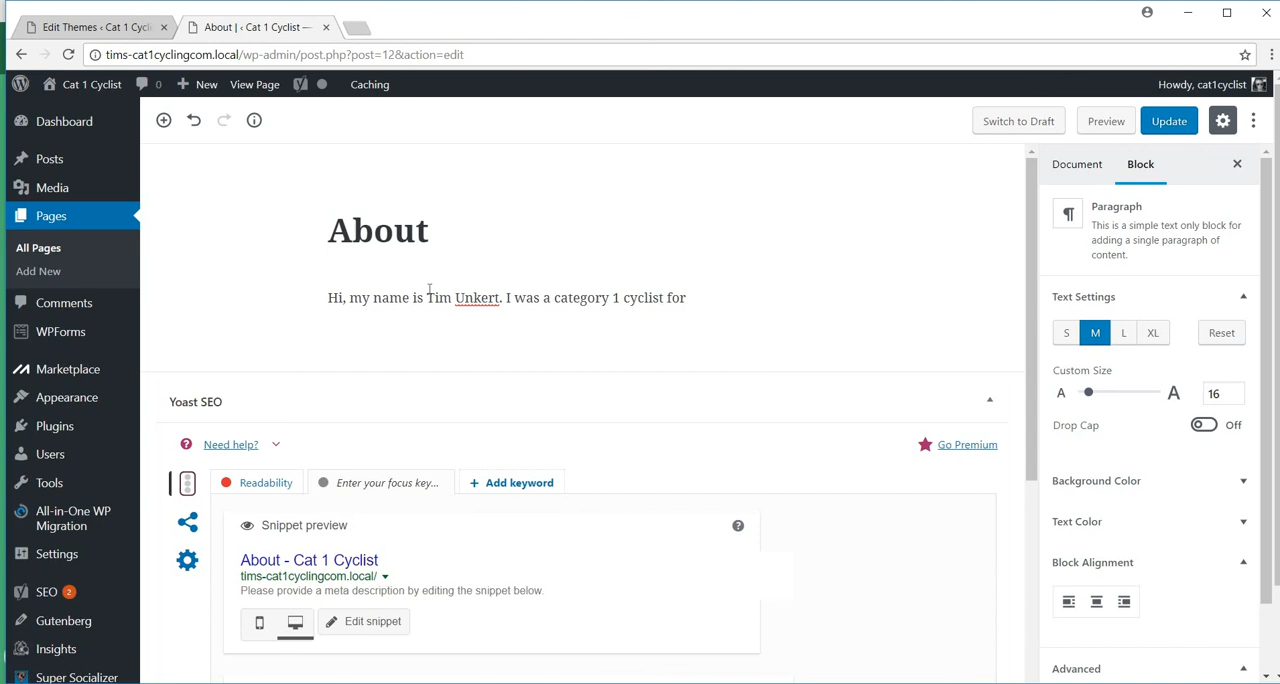 Edit Themes ‹ Cat 1 Cycli
About | ‹ Cat 1 Cyclist —
tims-cat1cyclingcom.local/wp-admin/post.php?post=12&action=edit
Cat 1 Cyclist 0 New View Page Caching Howdy, cat1cyclist
Dashboard
Posts
Media
Pages
All Pages
Add New
Comments
WPForms
Marketplace
Appearance
Plugins
Users
Tools
All-in-One WP
Migration
Settings
SEO 2
Gutenberg
Insights
Super Socializer
Switch to Draft Preview Update
About
Hi, my name is Tim Unkert. I was a category 1 cyclist for
Yoast SEO
Need help? Go Premium
Readability Enter your focus key... + Add keyword
Snippet preview
About - Cat 1 Cyclist
tims-cat1cyclingcom.local/
Please provide a meta description by editing the snippet below.
Edit snippet
Document Block
Paragraph
This is a simple text only block for
adding a single paragraph of
content.
Text Settings
S M L XL Reset
Custom Size
A A 16
Drop Cap Off
Background Color
Text Color
Block Alignment
Advanced